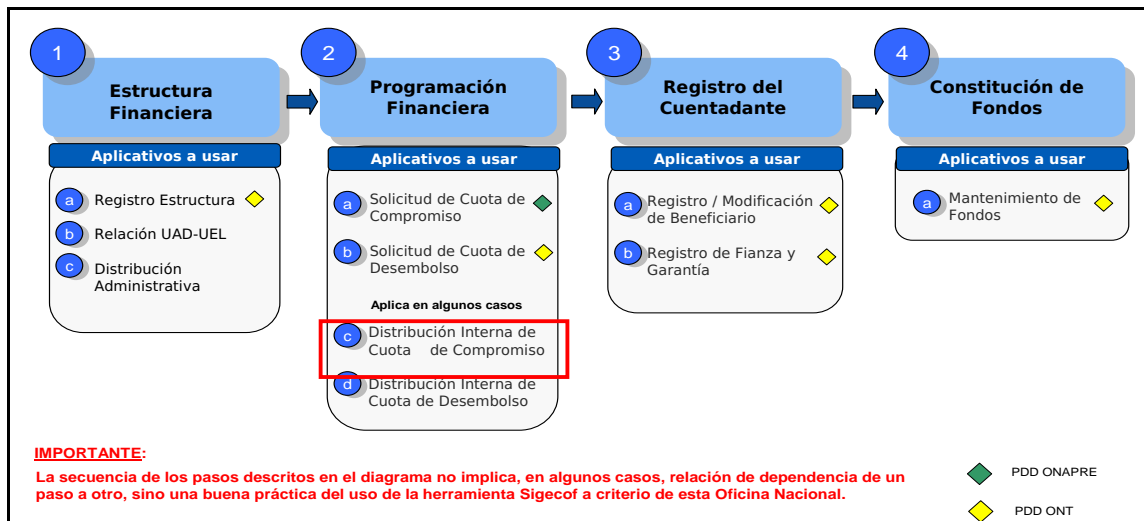 1
Estructura
Financiera
Aplicativos a usar
a Registro Estructura
b Relación UAD-UEL
c Distribución
Administrativa
2
Programación
Financiera
Aplicativos a usar
a Solicitud de Cuota de
Compromiso
b Solicitud de Cuota de
Desembolso
Aplica en algunos casos
c Distribución Interna de
Cuota de Compromiso
d Distribución Interna de
Cuota de Desembolso
3
Registro del
Cuentadante
Aplicativos a usar
a Registro / Modificación
de Beneficiario
b Registro de Fianza y
Garantía
4
Constitución de
Fondos
Aplicativos a usar
a Mantenimiento de
Fondos
IMPORTANTE:
La secuencia de los pasos descritos en el diagrama no implica, en algunos casos, relación de dependencia de un
paso a otro, sino una buena práctica del uso de la herramienta Sigecof a criterio de esta Oficina Nacional.
PDD ONAPRE
PDD ONT